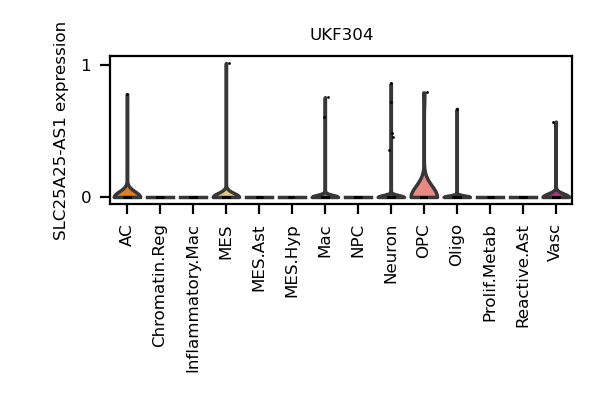 UKF304
SLC25A25-AS1 expression
1
0
AC
Chromatin.Reg
Inflammatory.Mac
MES
MES.Ast
MES.Hyp
Mac
NPC
Neuron
OPC
Oligo
Prolif.Metab
Reactive.Ast
Vasc